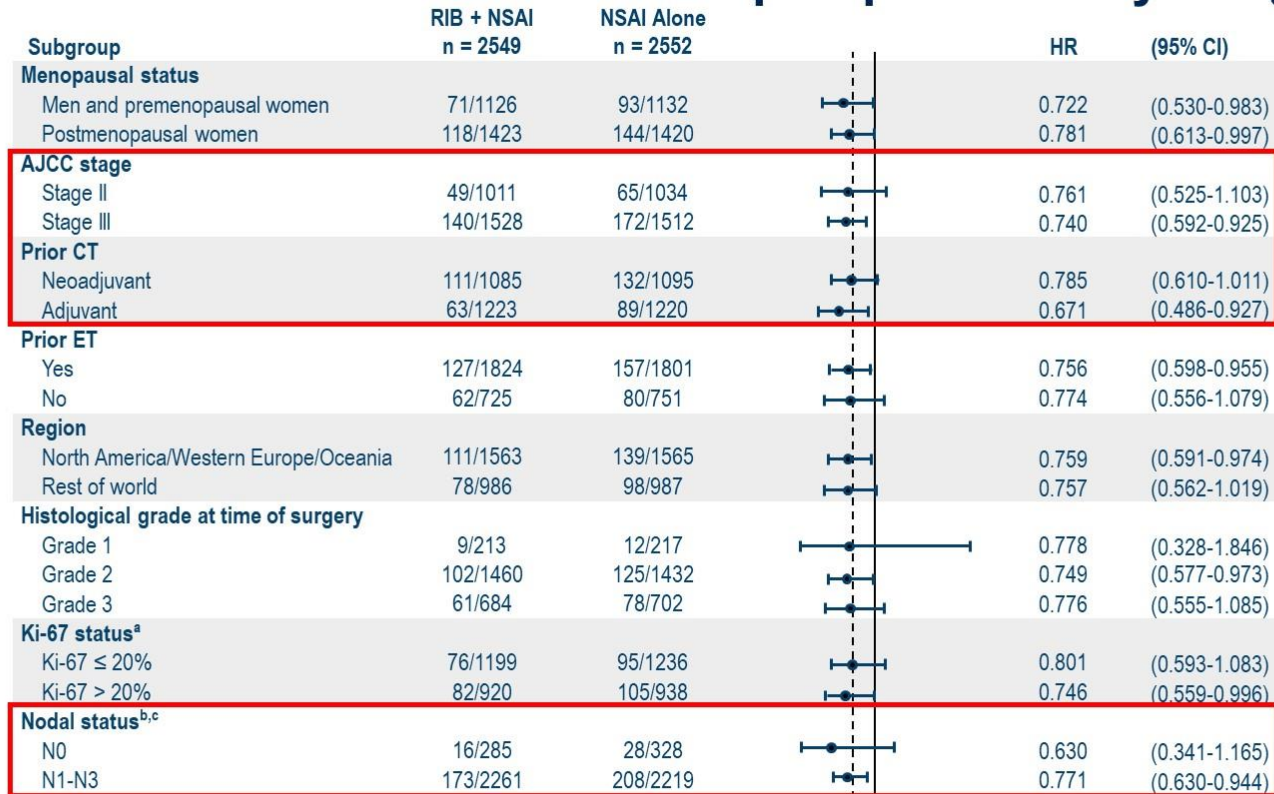 RIB + NSAI NSAI Alone
Subgroup n = 2549 n = 2552 HR (95% CI)
Menopausal status
Men and premenopausal women 71/1126 93/1132 0.722 (0.530-0.983)
Postmenopausal women 118/1423 144/1420 0.781 (0.613-0.997)
AJCC stage
Stage II 49/1011 65/1034 0.761 (0.525-1.103)
Stage III 140/1528 172/1512 0.740 (0.592-0.925)
Prior CT
Neoadjuvant 111/1085 132/1095 0.785 (0.610-1.011)
Adjuvant 63/1223 89/1220 0.671 (0.486-0.927)
Prior ET
Yes 127/1824 157/1801 0.756 (0.598-0.955)
No 62/725 80/751 0.774 (0.556-1.079)
Region
North America/Western Europe/Oceania 111/1563 139/1565 0.759 (0.591-0.974)
Rest of world 78/986 98/987 0.757 (0.562-1.019)
Histological grade at time of surgery
Grade 1 9/213 12/217 0.778 (0.328-1.846)
Grade 2 102/1460 125/1432 0.749 (0.577-0.973)
Grade 3 61/684 78/702 0.776 (0.555-1.085)
Ki-67 statusᵃ
Ki-67 ≤ 20% 76/1199 95/1236 0.801 (0.593-1.083)
Ki-67 > 20% 82/920 105/938 0.746 (0.559-0.996)
Nodal statusᵇ,ᶜ
N0 16/285 28/328 0.630 (0.341-1.165)
N1-N3 173/2261 208/2219 0.771 (0.630-0.944)